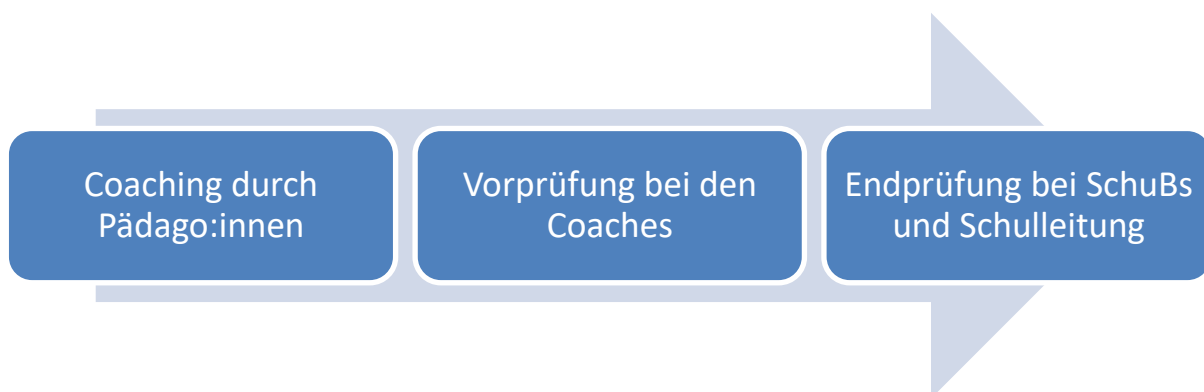 Coaching durch
Pädago:innen
Vorprüfung bei den
Coaches
Endprüfung bei SchuBs
und Schulleitung